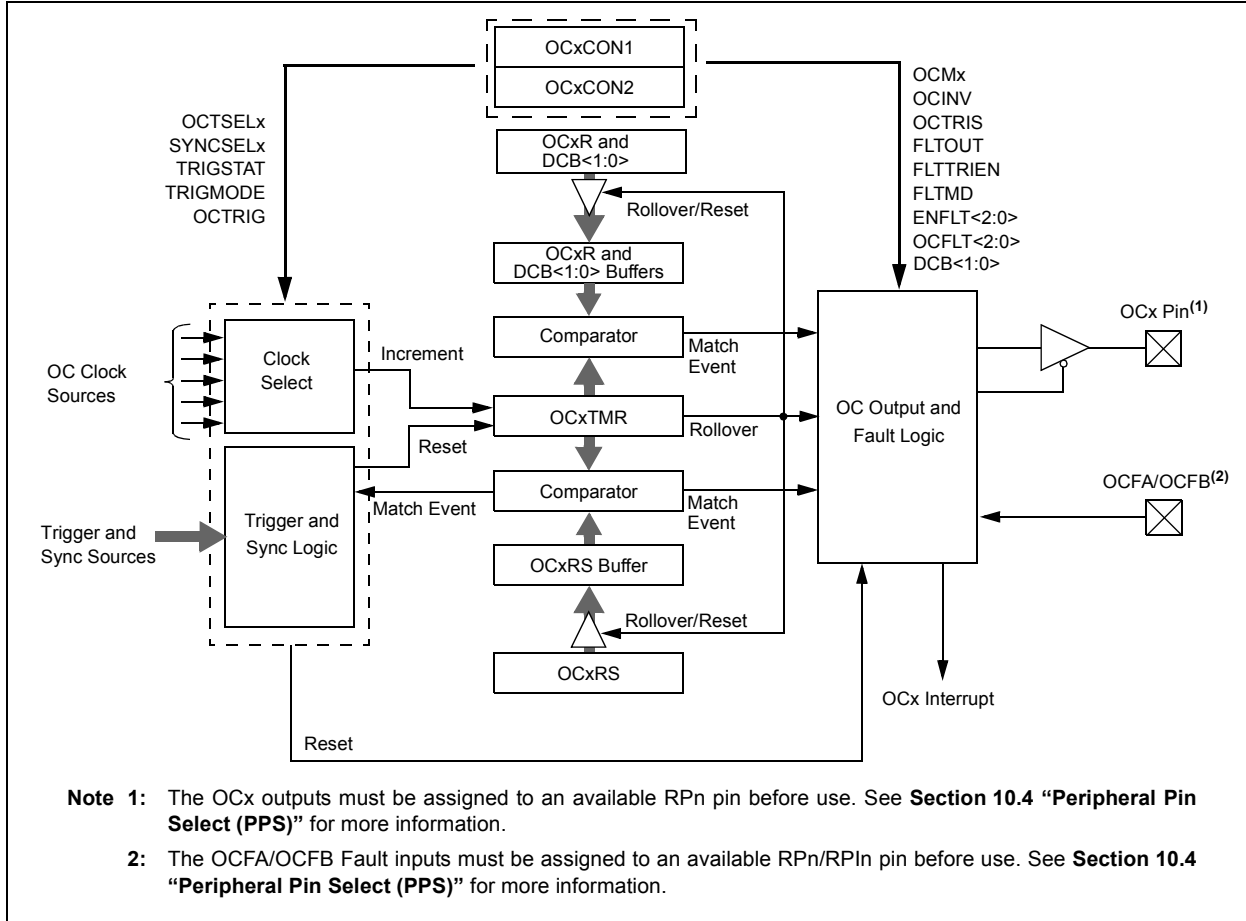 OCxCON1
OCxCON2
OCTSELx
SYNCSELx
TRIGSTAT
TRIGMODE
OCTRIG
OCMx
OCINV
OCTRIS
FLTOUT
FLTTRIEN
FLTMD
ENFLT<2:0>
OCFLT<2:0>
DCB<1:0>
OCxR and
DCB<1:0>
Rollover/Reset
OCxR and
DCB<1:0> Buffers
OC Clock
Sources
Clock
Select
Increment
Comparator
Match
Event
OCxTMR
Rollover
Reset
Trigger and
Sync Sources
Trigger and
Sync Logic
Match Event
Comparator
Match
Event
OCxRS Buffer
Rollover/Reset
OCxRS
OC Output and
Fault Logic
OCx Pin(1)
OCFA/OCFB(2)
OCx Interrupt
Reset
Note 1: The OCx outputs must be assigned to an available RPn pin before use. See Section 10.4 “Peripheral Pin
Select (PPS)” for more information.
2: The OCFA/OCFB Fault inputs must be assigned to an available RPn/RPIn pin before use. See Section 10.4
“Peripheral Pin Select (PPS)” for more information.